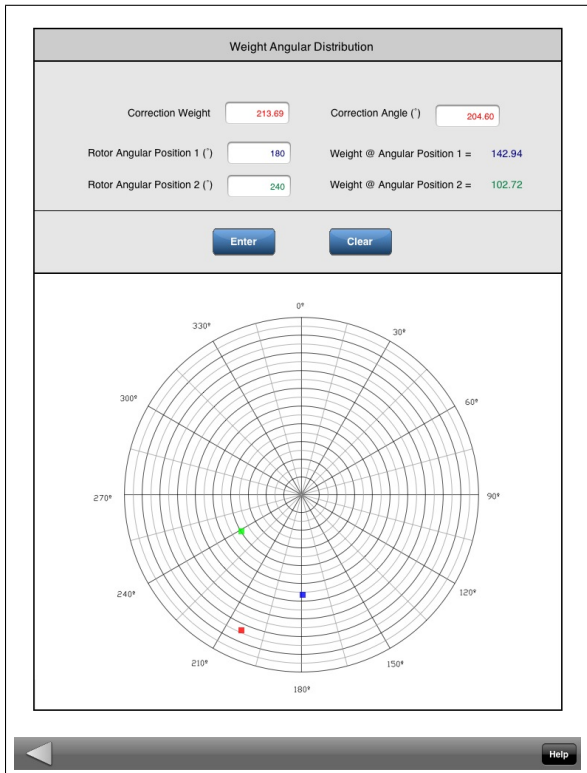 Weight Angular Distribution
Correction Weight 213.69 Correction Angle (°) 204.60
Rotor Angular Position 1 (°) 180 Weight @ Angular Position 1 = 142.94
Rotor Angular Position 2 (°) 240 Weight @ Angular Position 2 = 102.72
Enter Clear
0°
330° 30°
300° 60°
270° 90°
240° 120°
210° 150°
180°
Help